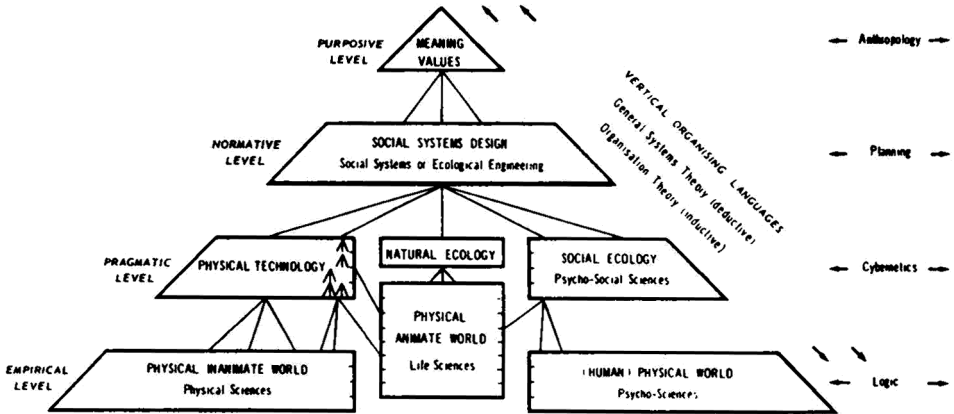 PURPOSIVE
LEVEL
MEANING
VALUES
Anthropology
VERTICAL ORGANISING LANGUAGES
General Systems Theory (deductive)
Organisation Theory (inductive)
NORMATIVE
LEVEL
SOCIAL SYSTEMS DESIGN
Social Systems or Ecological Engineering
Planning
PRAGMATIC
LEVEL
PHYSICAL TECHNOLOGY
NATURAL ECOLOGY
SOCIAL ECOLOGY
Psycho-Social Sciences
Cybernetics
PHYSICAL
ANIMATE WORLD
Life Sciences
EMPIRICAL
LEVEL
PHYSICAL INANIMATE WORLD
Physical Sciences
(HUMAN) PHYSICAL WORLD
Psycho-Sciences
Logic